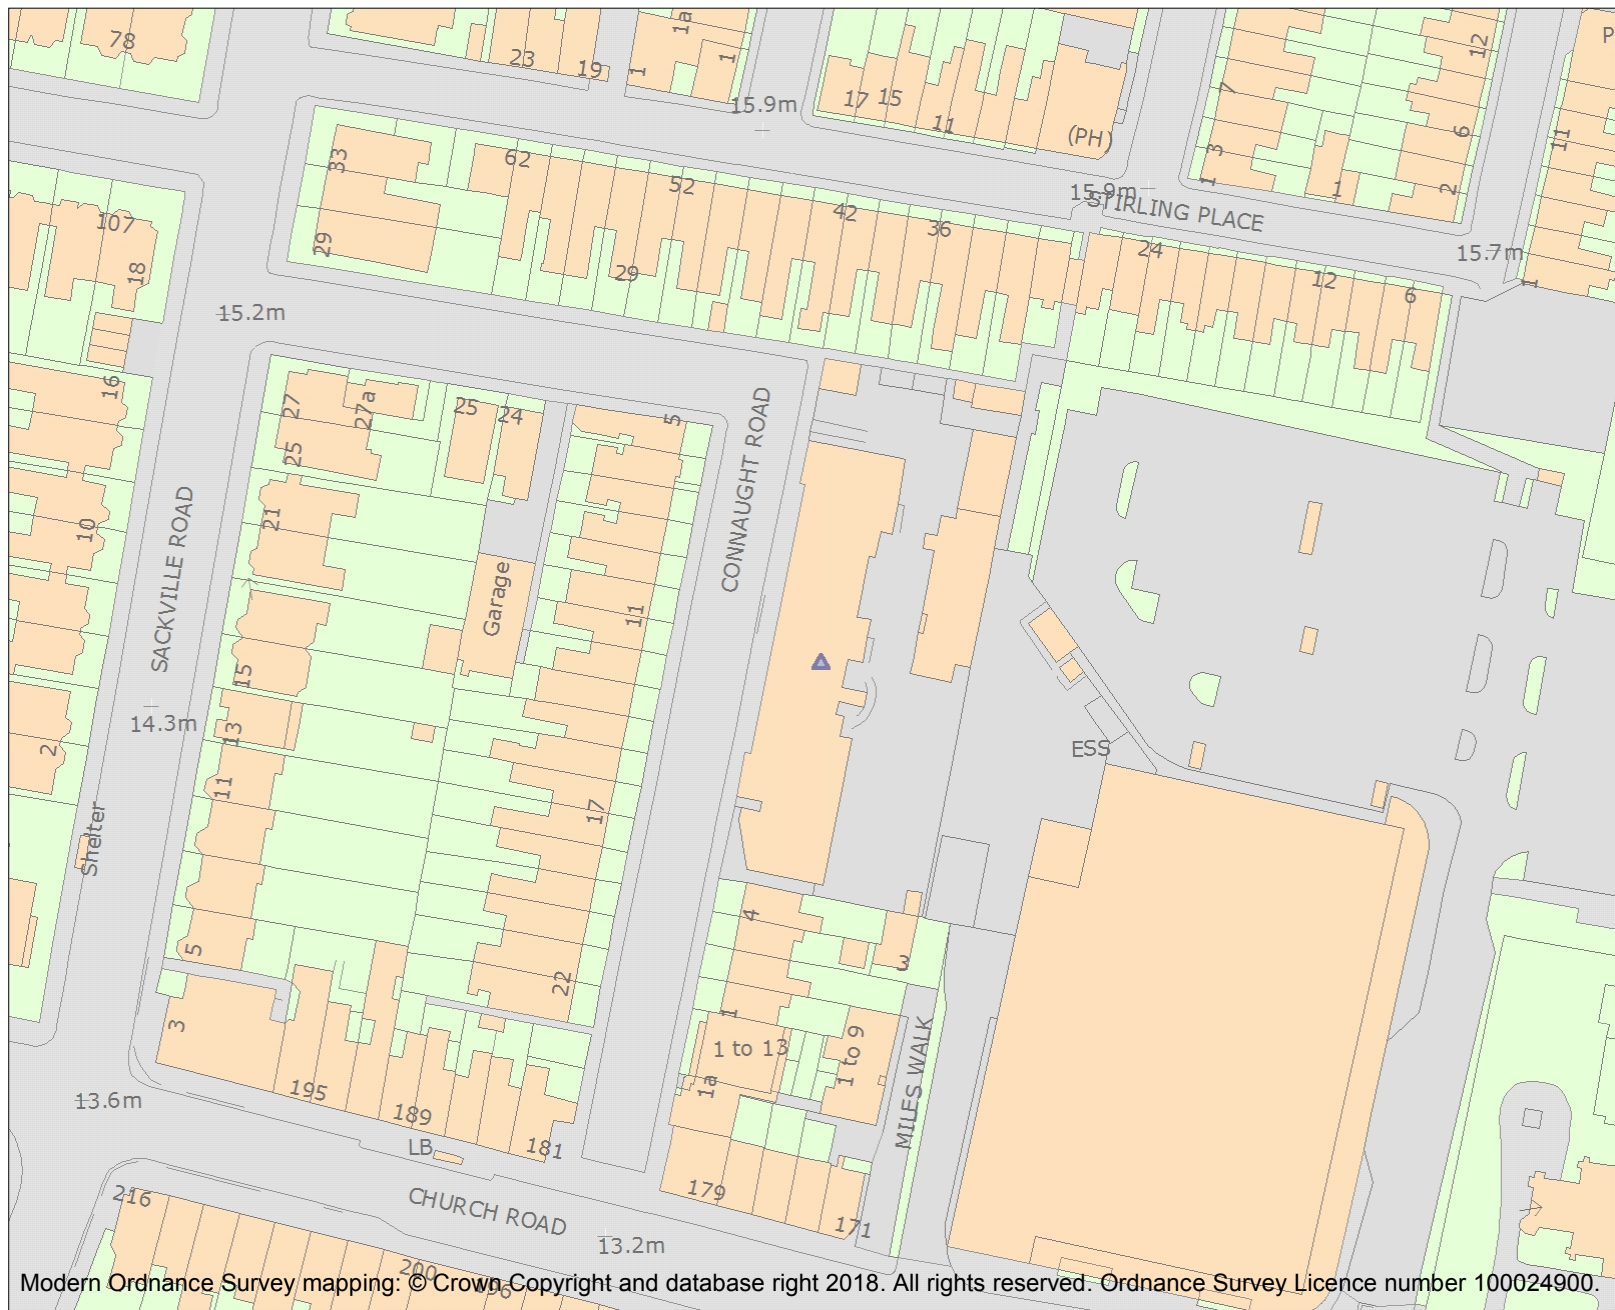 78
23
19
1
1a
1
15.9m
17
15
11
(PH)
7
3
1
12
6
1
2
11
P
33
62
52
42
36
15.9m
STIRLING PLACE
24
12
6
15.7m
1
107
18
29
29
15.2m
16
27
27a
25
25
24
5
CONNAUGHT ROAD
10
21
SACKVILLE ROAD
Garage
11
15
14.3m
13
2
11
17
ESS
Shelter
4
5
22
3
3
1
1 to 13
1 to 9
MILES WALK
1a
13.6m
195
189
LB
181
179
171
216
CHURCH ROAD
13.2m
200
196
Modern Ordnance Survey mapping: © Crown Copyright and database right 2018. All rights reserved. Ordnance Survey Licence number 100024900.